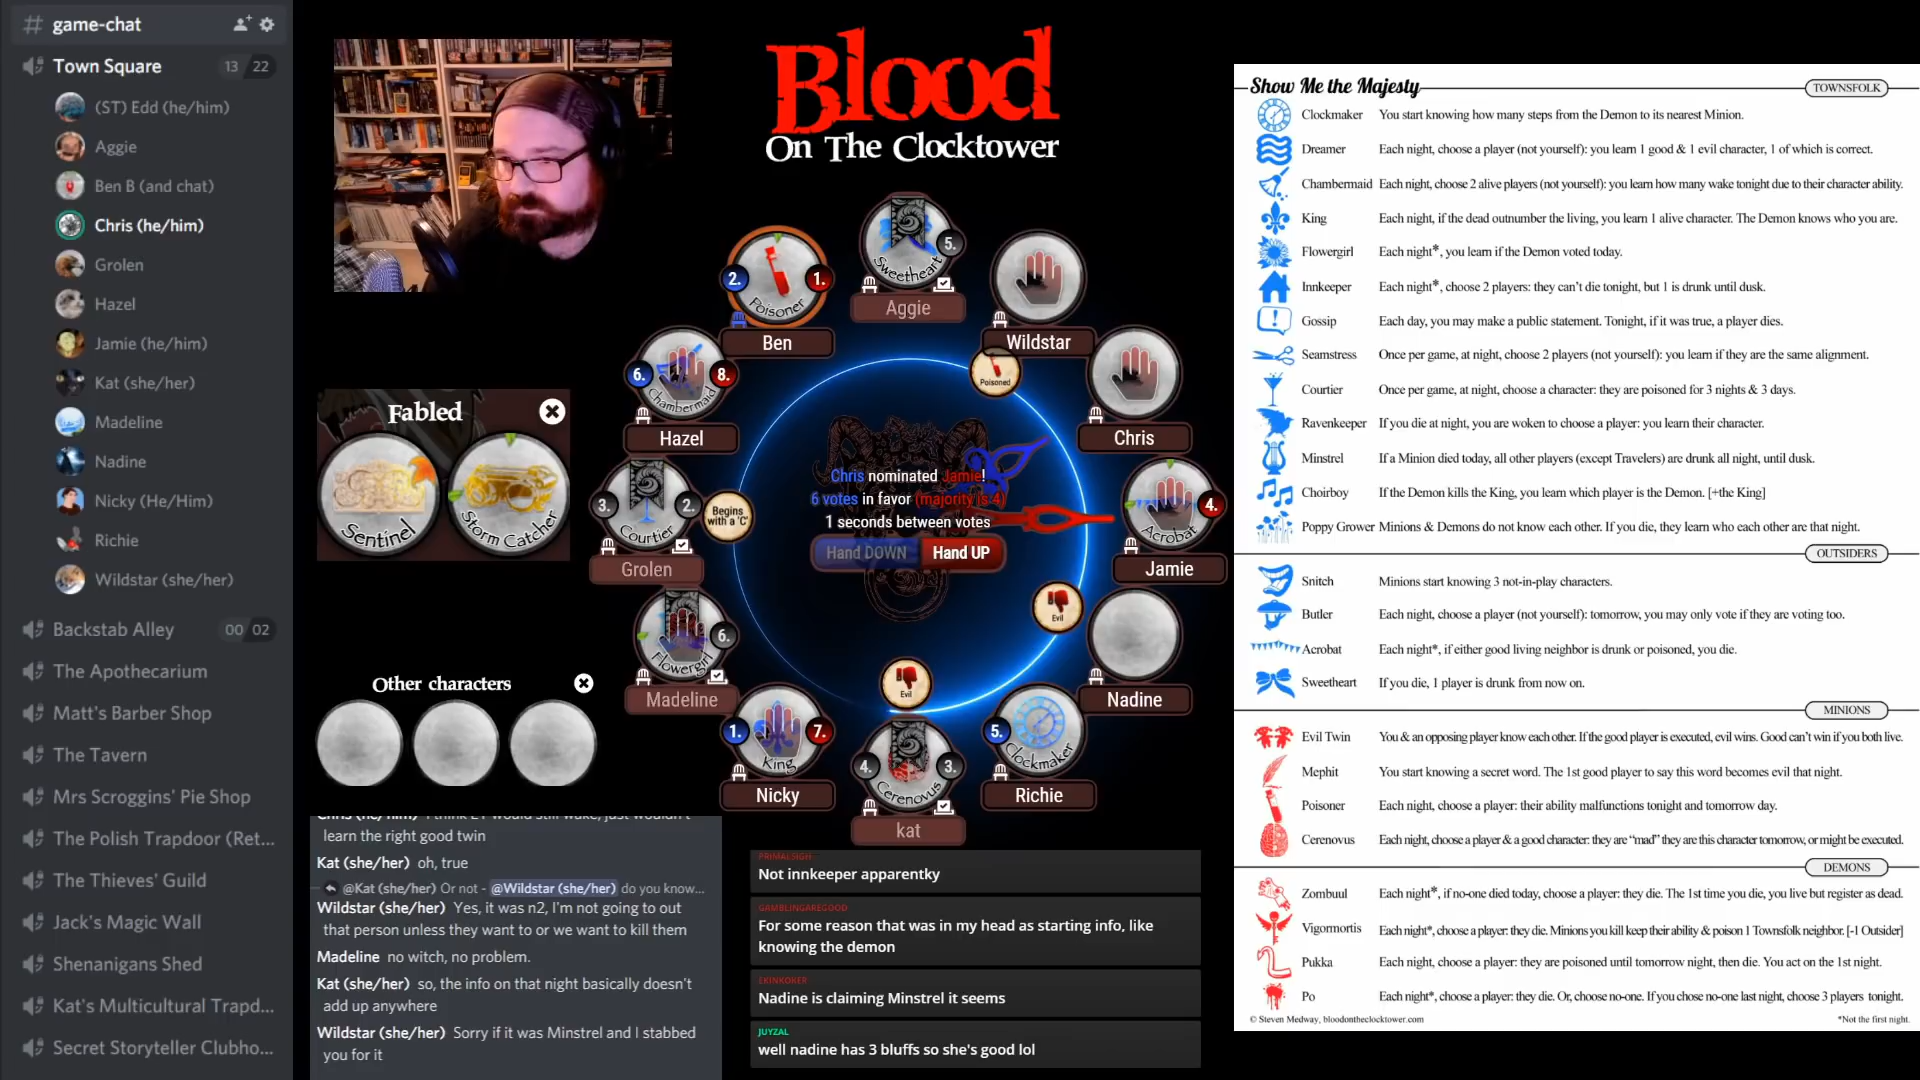 # game-chat
Town Square 13 22
(ST) Edd (he/him)
Aggie
Ben B (and chat)
Chris (he/him)
Grolen
Hazel
Jamie (he/him)
Kat (she/her)
Madeline
Nadine
Nicky (He/Him)
Richie
Wildstar (she/her)
Backstab Alley 00 02
The Apothecarium
Matt's Barber Shop
The Tavern
Mrs Scroggins' Pie Shop
The Polish Trapdoor (Ret...
The Thieves' Guild
Jack's Magic Wall
Shenanigans Shed
Kat's Multicultural Trapd...
Secret Storyteller Clubho...
Fabled
Sentinel
Storm Catcher
Other characters
learn the right good twin
Kat (she/her) oh, true
@Kat (she/her) Or not - @Wildstar (she/her) do you know...
Wildstar (she/her) Yes, it was n2, I'm not going to out
that person unless they want to or we want to kill them
Madeline no witch, no problem.
Kat (she/her) so, the info on that night basically doesn't
add up anywhere
Wildstar (she/her) Sorry if it was Minstrel and I stabbed
you for it
Blood
On The Clocktower
Sweetheart
5.
Aggie
2.
Poisoner
1.
Ben
Wildstar
Poisoned
Chris
6.
Chambermaid
8.
Hazel
Acrobat
4.
Jamie
3.
Courtier
2.
Begins
with a 'C'
Grolen
Chris nominated Jamie!
6 votes in favor (majority is 4)
1 seconds between votes
Hand DOWN
Hand UP
Flowergirl
6.
Madeline
Evil
Nadine
1.
King
7.
Nicky
Evil
4.
Cerenovus
3.
kat
5.
Clockmaker
Richie
PRIMALSIGH
Not innkeeper apparentky
GAMBLINGAREGOOD
For some reason that was in my head as starting info, like
knowing the demon
EKINKOKER
Nadine is claiming Minstrel it seems
JUYZAL
well nadine has 3 bluffs so she's good lol
Show Me the Majesty
TOWNSFOLK
Clockmaker You start knowing how many steps from the Demon to its nearest Minion.
Dreamer Each night, choose a player (not yourself): you learn 1 good & 1 evil character, 1 of which is correct.
Chambermaid Each night, choose 2 alive players (not yourself): you learn how many wake tonight due to their character ability.
King Each night, if the dead outnumber the living, you learn 1 alive character. The Demon knows who you are.
Flowergirl Each night*, you learn if the Demon voted today.
Innkeeper Each night*, choose 2 players: they can't die tonight, but 1 is drunk until dusk.
Gossip Each day, you may make a public statement. Tonight, if it was true, a player dies.
Seamstress Once per game, at night, choose 2 players (not yourself): you learn if they are the same alignment.
Courtier Once per game, at night, choose a character: they are poisoned for 3 nights & 3 days.
Ravenkeeper If you die at night, you are woken to choose a player: you learn their character.
Minstrel If a Minion died today, all other players (except Travelers) are drunk all night, until dusk.
Choirboy If the Demon kills the King, you learn which player is the Demon. [+the King]
Poppy Grower Minions & Demons do not know each other. If you die, they learn who each other are that night.
OUTSIDERS
Snitch Minions start knowing 3 not-in-play characters.
Butler Each night, choose a player (not yourself): tomorrow, you may only vote if they are voting too.
Acrobat Each night*, if either good living neighbor is drunk or poisoned, you die.
Sweetheart If you die, 1 player is drunk from now on.
MINIONS
Evil Twin You & an opposing player know each other. If the good player is executed, evil wins. Good can't win if you both live.
Mephit You start knowing a secret word. The 1st good player to say this word becomes evil that night.
Poisoner Each night, choose a player: their ability malfunctions tonight and tomorrow day.
Cerenovus Each night, choose a player & a good character: they are “mad” they are this character tomorrow, or might be executed.
DEMONS
Zombuul Each night*, if no-one died today, choose a player: they die. The 1st time you die, you live but register as dead.
Vigormortis Each night*, choose a player: they die. Minions you kill keep their ability & poison 1 Townsfolk neighbor. [-1 Outsider]
Pukka Each night, choose a player: they are poisoned until tomorrow night, then die. You act on the 1st night.
Po Each night*, choose a player: they die. Or, choose no-one. If you chose no-one last night, choose 3 players tonight.
© Steven Medway, bloodontheclocktower.com
*Not the first night.